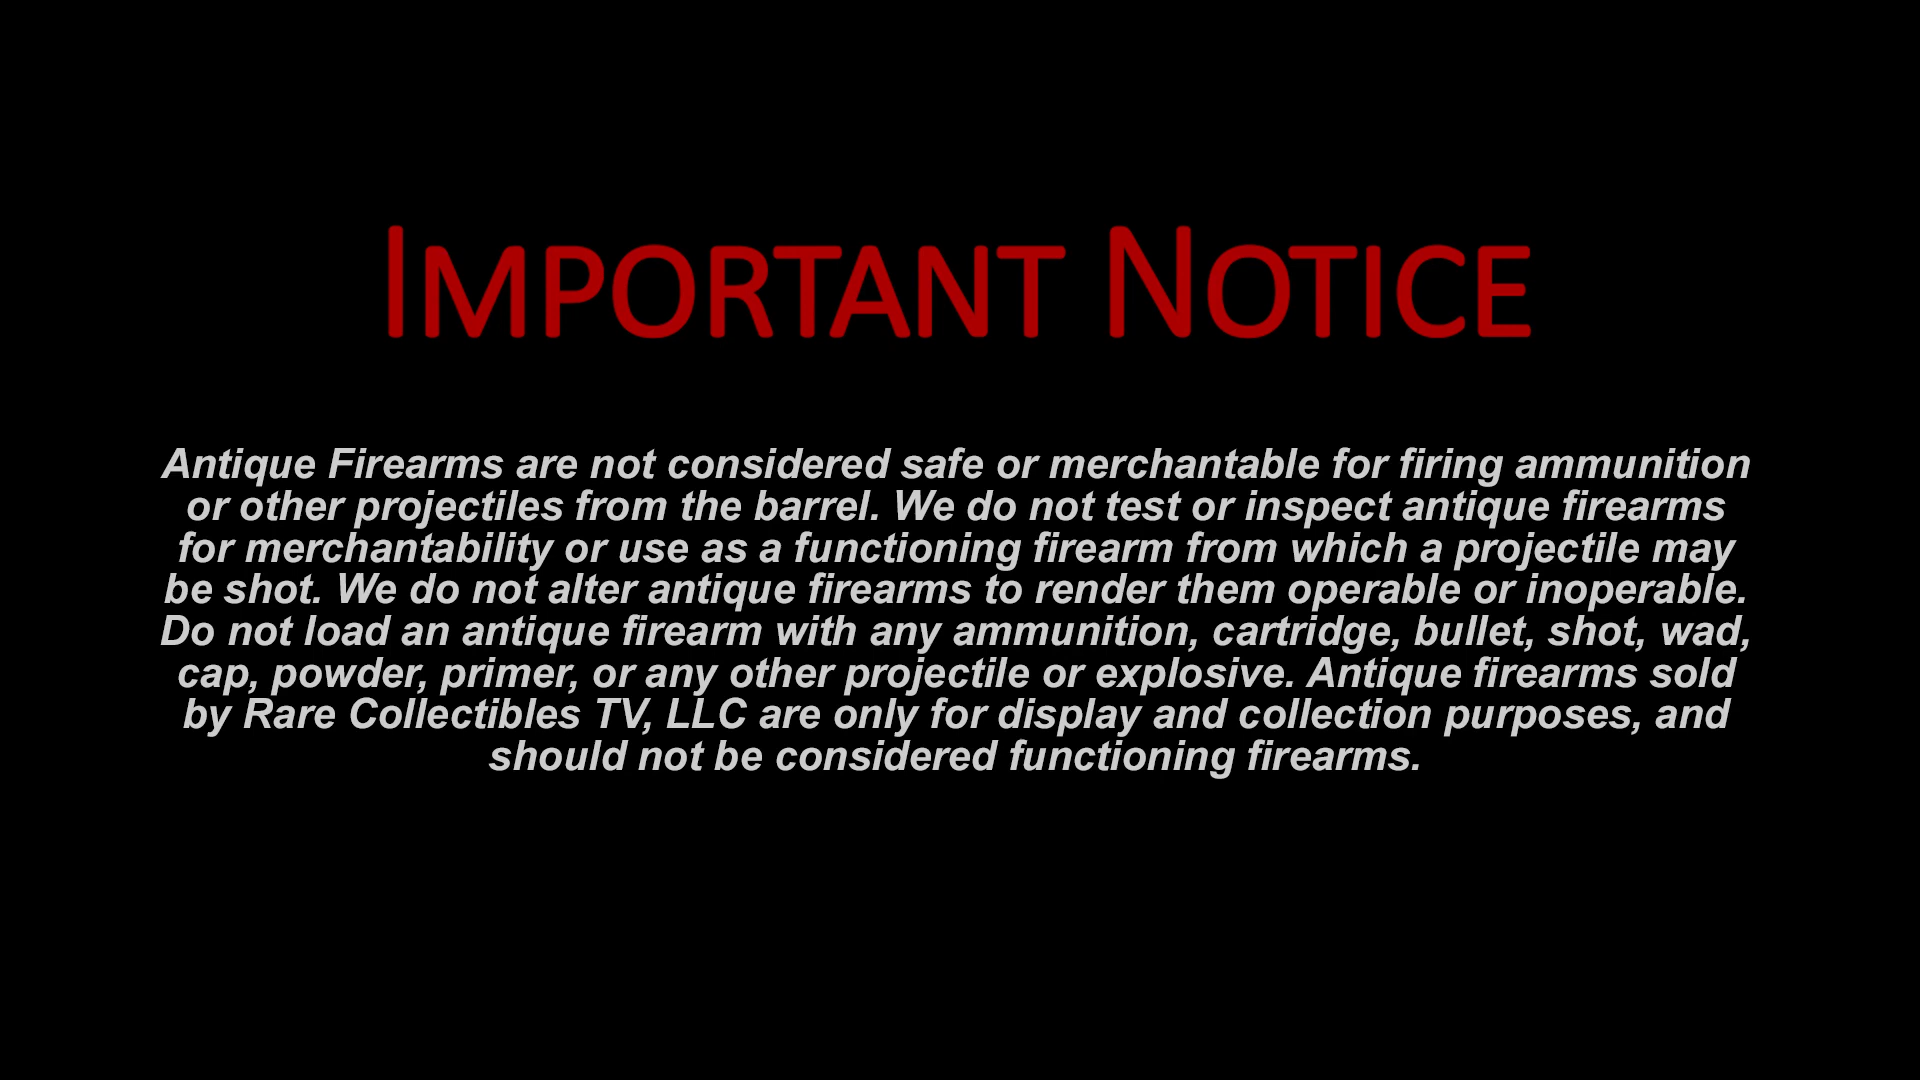 IMPORTANT NOTICE
Antique Firearms are not considered safe or merchantable for firing ammunition
or other projectiles from the barrel. We do not test or inspect antique firearms
for merchantability or use as a functioning firearm from which a projectile may
be shot. We do not alter antique firearms to render them operable or inoperable.
Do not load an antique firearm with any ammunition, cartridge, bullet, shot, wad,
cap, powder, primer, or any other projectile or explosive. Antique firearms sold
by Rare Collectibles TV, LLC are only for display and collection purposes, and
should not be considered functioning firearms.